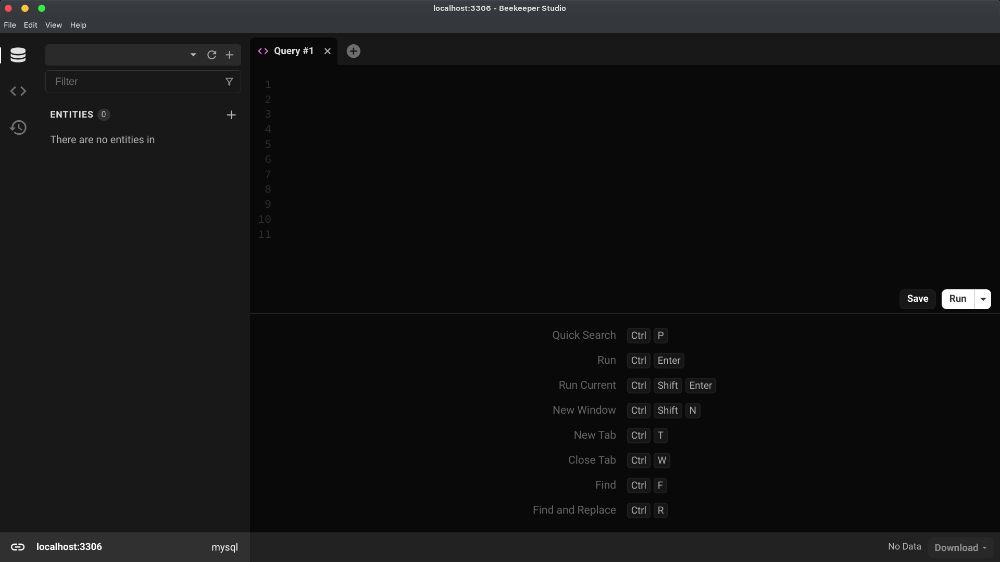 localhost:3306 - Beekeeper Studio
File Edit View Help
Query #1
Filter
ENTITIES 0
There are no entities in
1
2
3
4
5
6
7
8
9
10
11
Save Run
Quick Search Ctrl P
Run Ctrl Enter
Run Current Ctrl Shift Enter
New Window Ctrl Shift N
New Tab Ctrl T
Close Tab Ctrl W
Find Ctrl F
Find and Replace Ctrl R
localhost:3306 mysql No Data Download